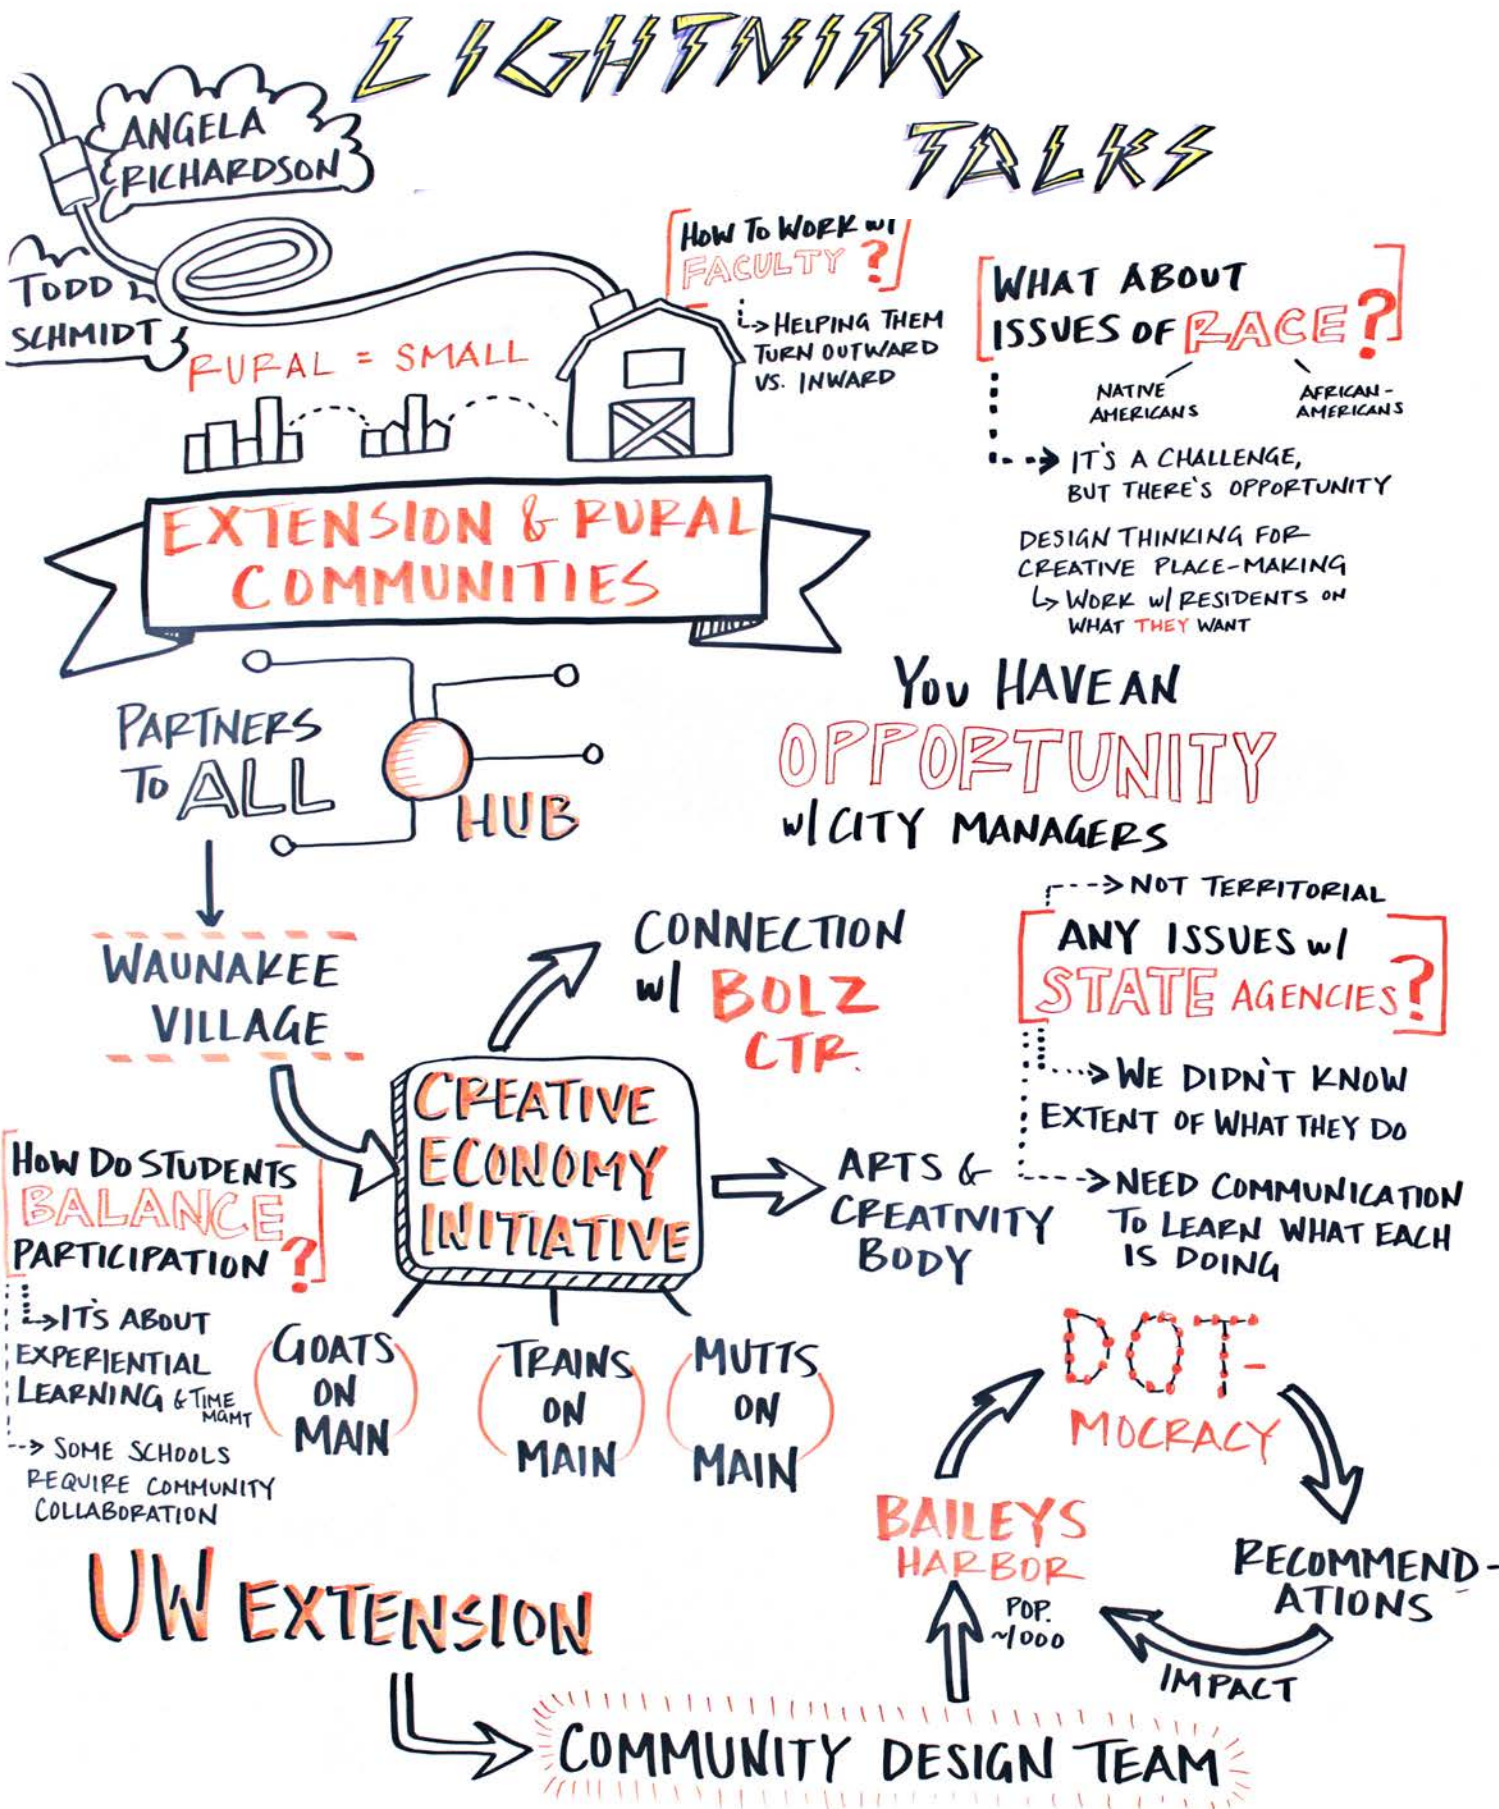 LIGHTNING
TALKS
ANGELA
RICHARDSON
TODD
SCHMIDT
RURAL = SMALL
HOW TO WORK w/
FACULTY ?
HELPING THEM
TURN OUTWARD
VS. INWARD
WHAT ABOUT
ISSUES OF RACE?
NATIVE
AMERICANS
AFRICAN-
AMERICANS
IT'S A CHALLENGE,
BUT THERE'S OPPORTUNITY
DESIGN THINKING FOR
CREATIVE PLACE-MAKING
WORK w/ RESIDENTS ON
WHAT THEY WANT
EXTENSION & RURAL
COMMUNITIES
PARTNERS
TO ALL
HUB
YOU HAVE AN
OPPORTUNITY
w/ CITY MANAGERS
WAUNAKEE
VILLAGE
CONNECTION
w/ BOLZ
CTR.
NOT TERRITORIAL
ANY ISSUES w/
STATE AGENCIES?
WE DIDN'T KNOW
EXTENT OF WHAT THEY DO
NEED COMMUNICATION
TO LEARN WHAT EACH
IS DOING
CREATIVE
ECONOMY
INITIATIVE
ARTS &
CREATIVITY
BODY
HOW DO STUDENTS
BALANCE
PARTICIPATION ?
IT'S ABOUT
EXPERIENTIAL
LEARNING & TIME
MGMT
SOME SCHOOLS
REQUIRE COMMUNITY
COLLABORATION
GOATS
ON
MAIN
TRAINS
ON
MAIN
MUTTS
ON
MAIN
DOT-
MOCRACY
BAILEYS
HARBOR
POP.
~1000
RECOMMEND-
ATIONS
IMPACT
UW EXTENSION
COMMUNITY DESIGN TEAM